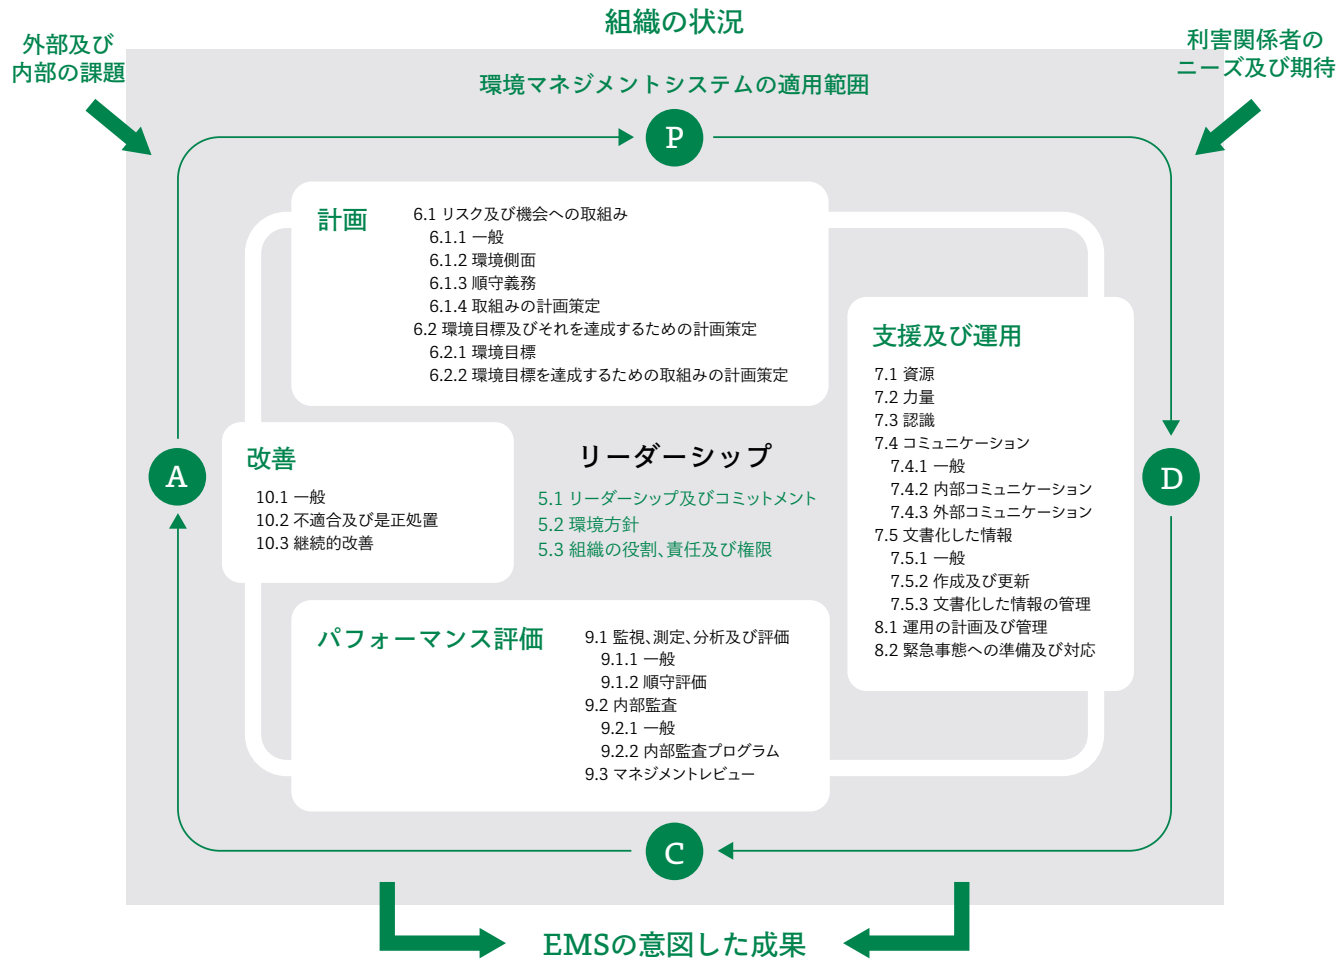 組織の状況
外部及び
内部の課題
利害関係者の
ニーズ及び期待
環境マネジメントシステムの適用範囲
P
計画
6.1 リスク及び機会への取組み
6.1.1 一般
6.1.2 環境側面
6.1.3 順守義務
6.1.4 取組みの計画策定
6.2 環境目標及びそれを達成するための計画策定
6.2.1 環境目標
6.2.2 環境目標を達成するための取組みの計画策定
支援及び運用
7.1 資源
7.2 力量
7.3 認識
7.4 コミュニケーション
7.4.1 一般
7.4.2 内部コミュニケーション
7.4.3 外部コミュニケーション
7.5 文書化した情報
7.5.1 一般
7.5.2 作成及び更新
7.5.3 文書化した情報の管理
8.1 運用の計画及び管理
8.2 緊急事態への準備及び対応
D
A
改善
10.1 一般
10.2 不適合及び是正処置
10.3 継続的改善
リーダーシップ
5.1 リーダーシップ及びコミットメント
5.2 環境方針
5.3 組織の役割、責任及び権限
パフォーマンス評価
9.1 監視、測定、分析及び評価
9.1.1 一般
9.1.2 順守評価
9.2 内部監査
9.2.1 一般
9.2.2 内部監査プログラム
9.3 マネジメントレビュー
C
EMSの意図した成果